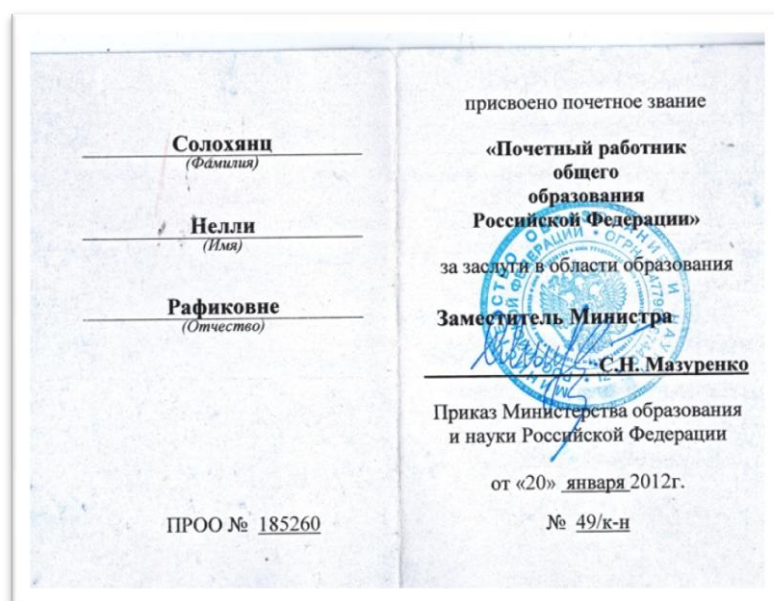 Солохянц
(Фамилия)
Нелли
(Имя)
Рафиковне
(Отчество)
ПРОО № 185260
присвоено почетное звание
«Почетный работник
общего
образования
Российской Федерации»
за заслуги в области образования
Заместитель Министра
С.Н. Мазуренко
Приказ Министерства образования
и науки Российской Федерации
от «20» января 2012г.
№ 49/к-н